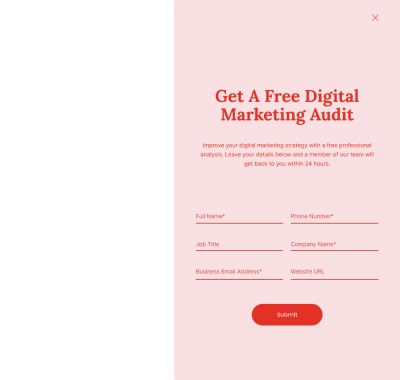 Get A Free Digital
Marketing Audit
Improve your digital marketing strategy with a free professional
analysis. Leave your details below and a member of our team will
get back to you within 24 hours.
Full Name* Phone Number*
Job Title Company Name*
Business Email Address* Website URL
Submit